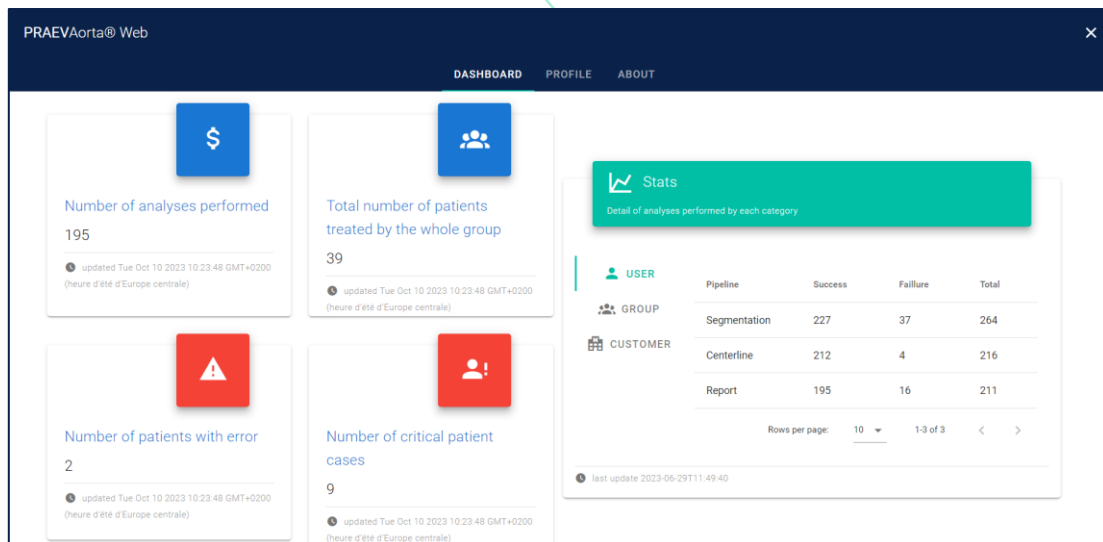 PRAEVAorta® Web
DASHBOARD PROFILE ABOUT
Number of analyses performed
195
updated Tue Oct 10 2023 10:23:48 GMT+0200
(heure d'été d'Europe centrale)
Total number of patients
treated by the whole group
39
updated Tue Oct 10 2023 10:23:48 GMT+0200
(heure d'été d'Europe centrale)
Number of patients with error
2
updated Tue Oct 10 2023 10:23:48 GMT+0200
(heure d'été d'Europe centrale)
Number of critical patient
cases
9
updated Tue Oct 10 2023 10:23:48 GMT+0200
(heure d'été d'Europe centrale)
Stats
Detail of analyses performed by each category
USER
GROUP
CUSTOMER
Pipeline Success Faillure Total
Segmentation 227 37 264
Centerline 212 4 216
Report 195 16 211
Rows per page: 10 1-3 of 3
last update 2023-06-29T11:49:40